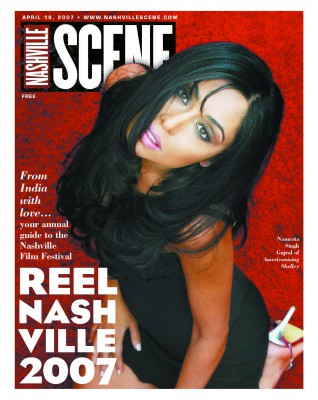 APRIL 19, 2007 • WWW.NASHVILLESCENE.COM
NASHVILLE
SCENE
FREE
From
India
with
love...
your annual
guide to the
Nashville
Film Festival
REEL
NASH
VILLE
2007
Namrata
Singh
Gujral of
Americanizing
Shelley